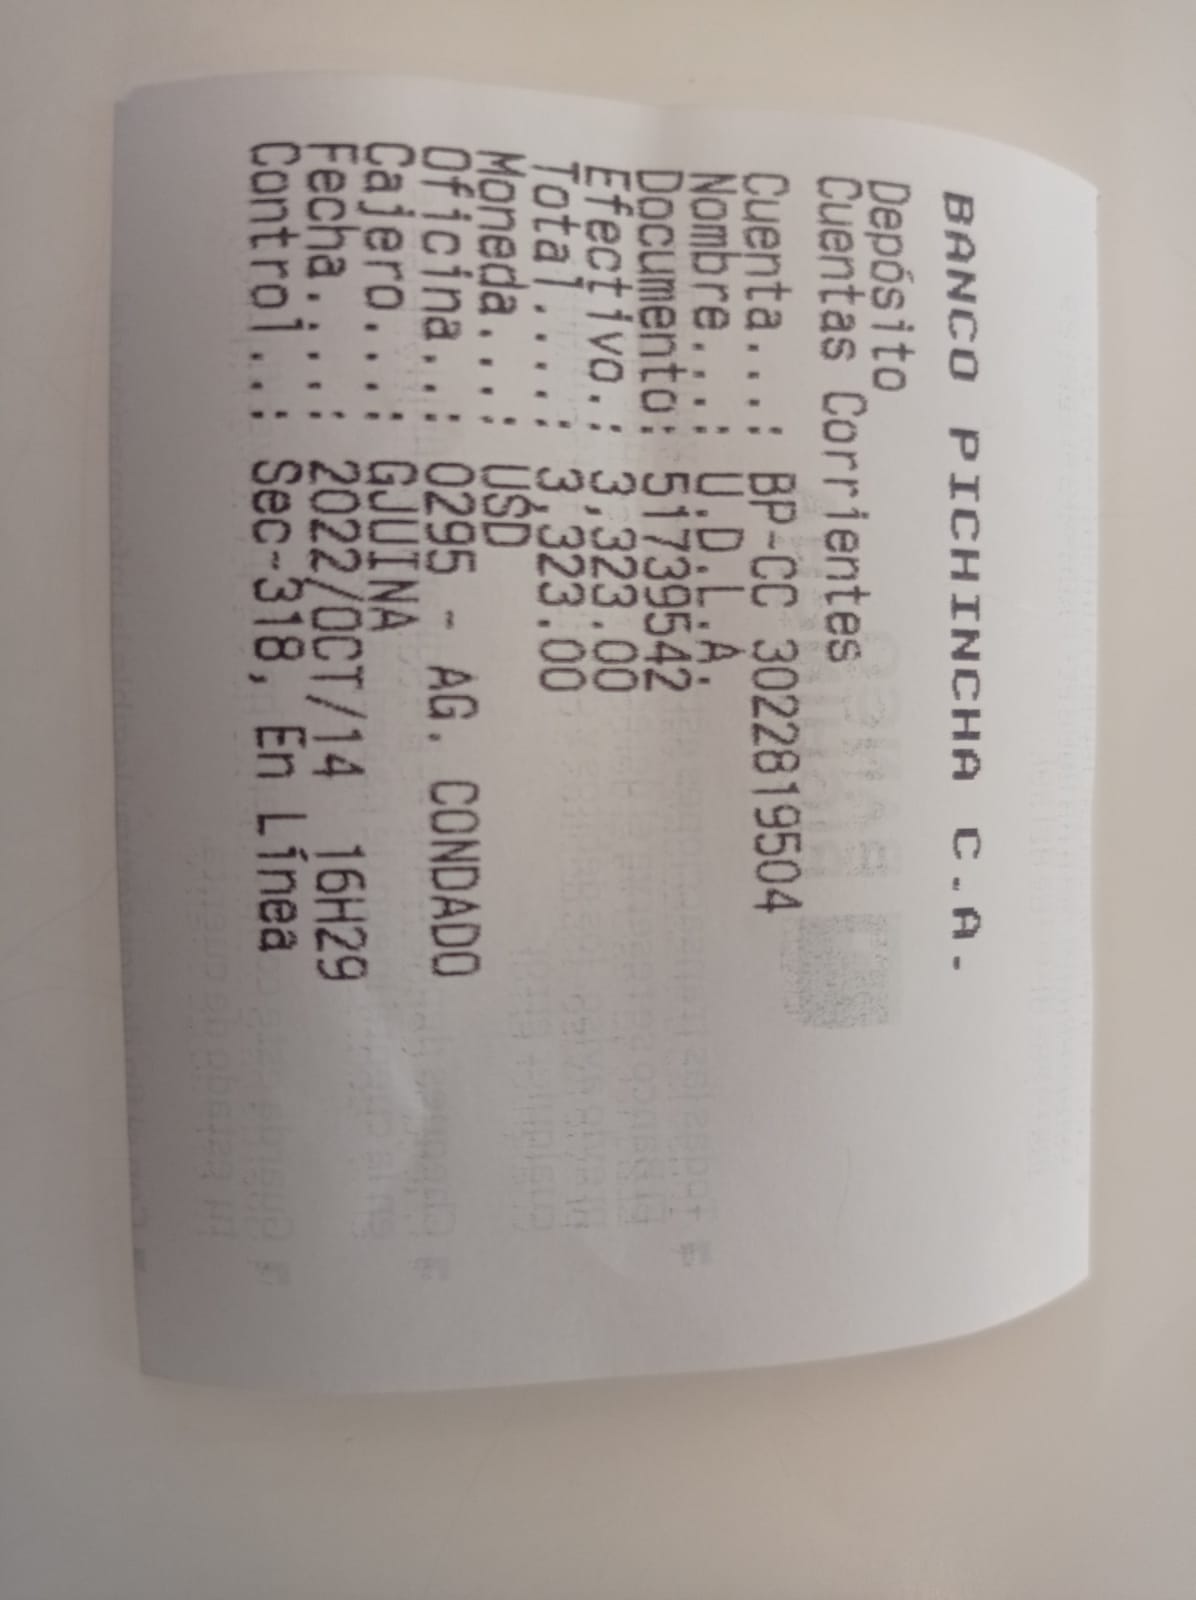 BANCO PICHINCHA C.A.
Depósito
Cuentas Corrientes
Cuenta...: BP-CC 3022819504
Nombre...: U.D.L.A.
Documento: 51739542
Efectivo.: 3,323.00
Total....: 3,323.00
Moneda...: USD
Oficina..: 0295 - AG. CONDADO
Cajero...: GJUINA
Fecha....: 2022/OCT/14 16H29
Control..: Sec-318, En Línea